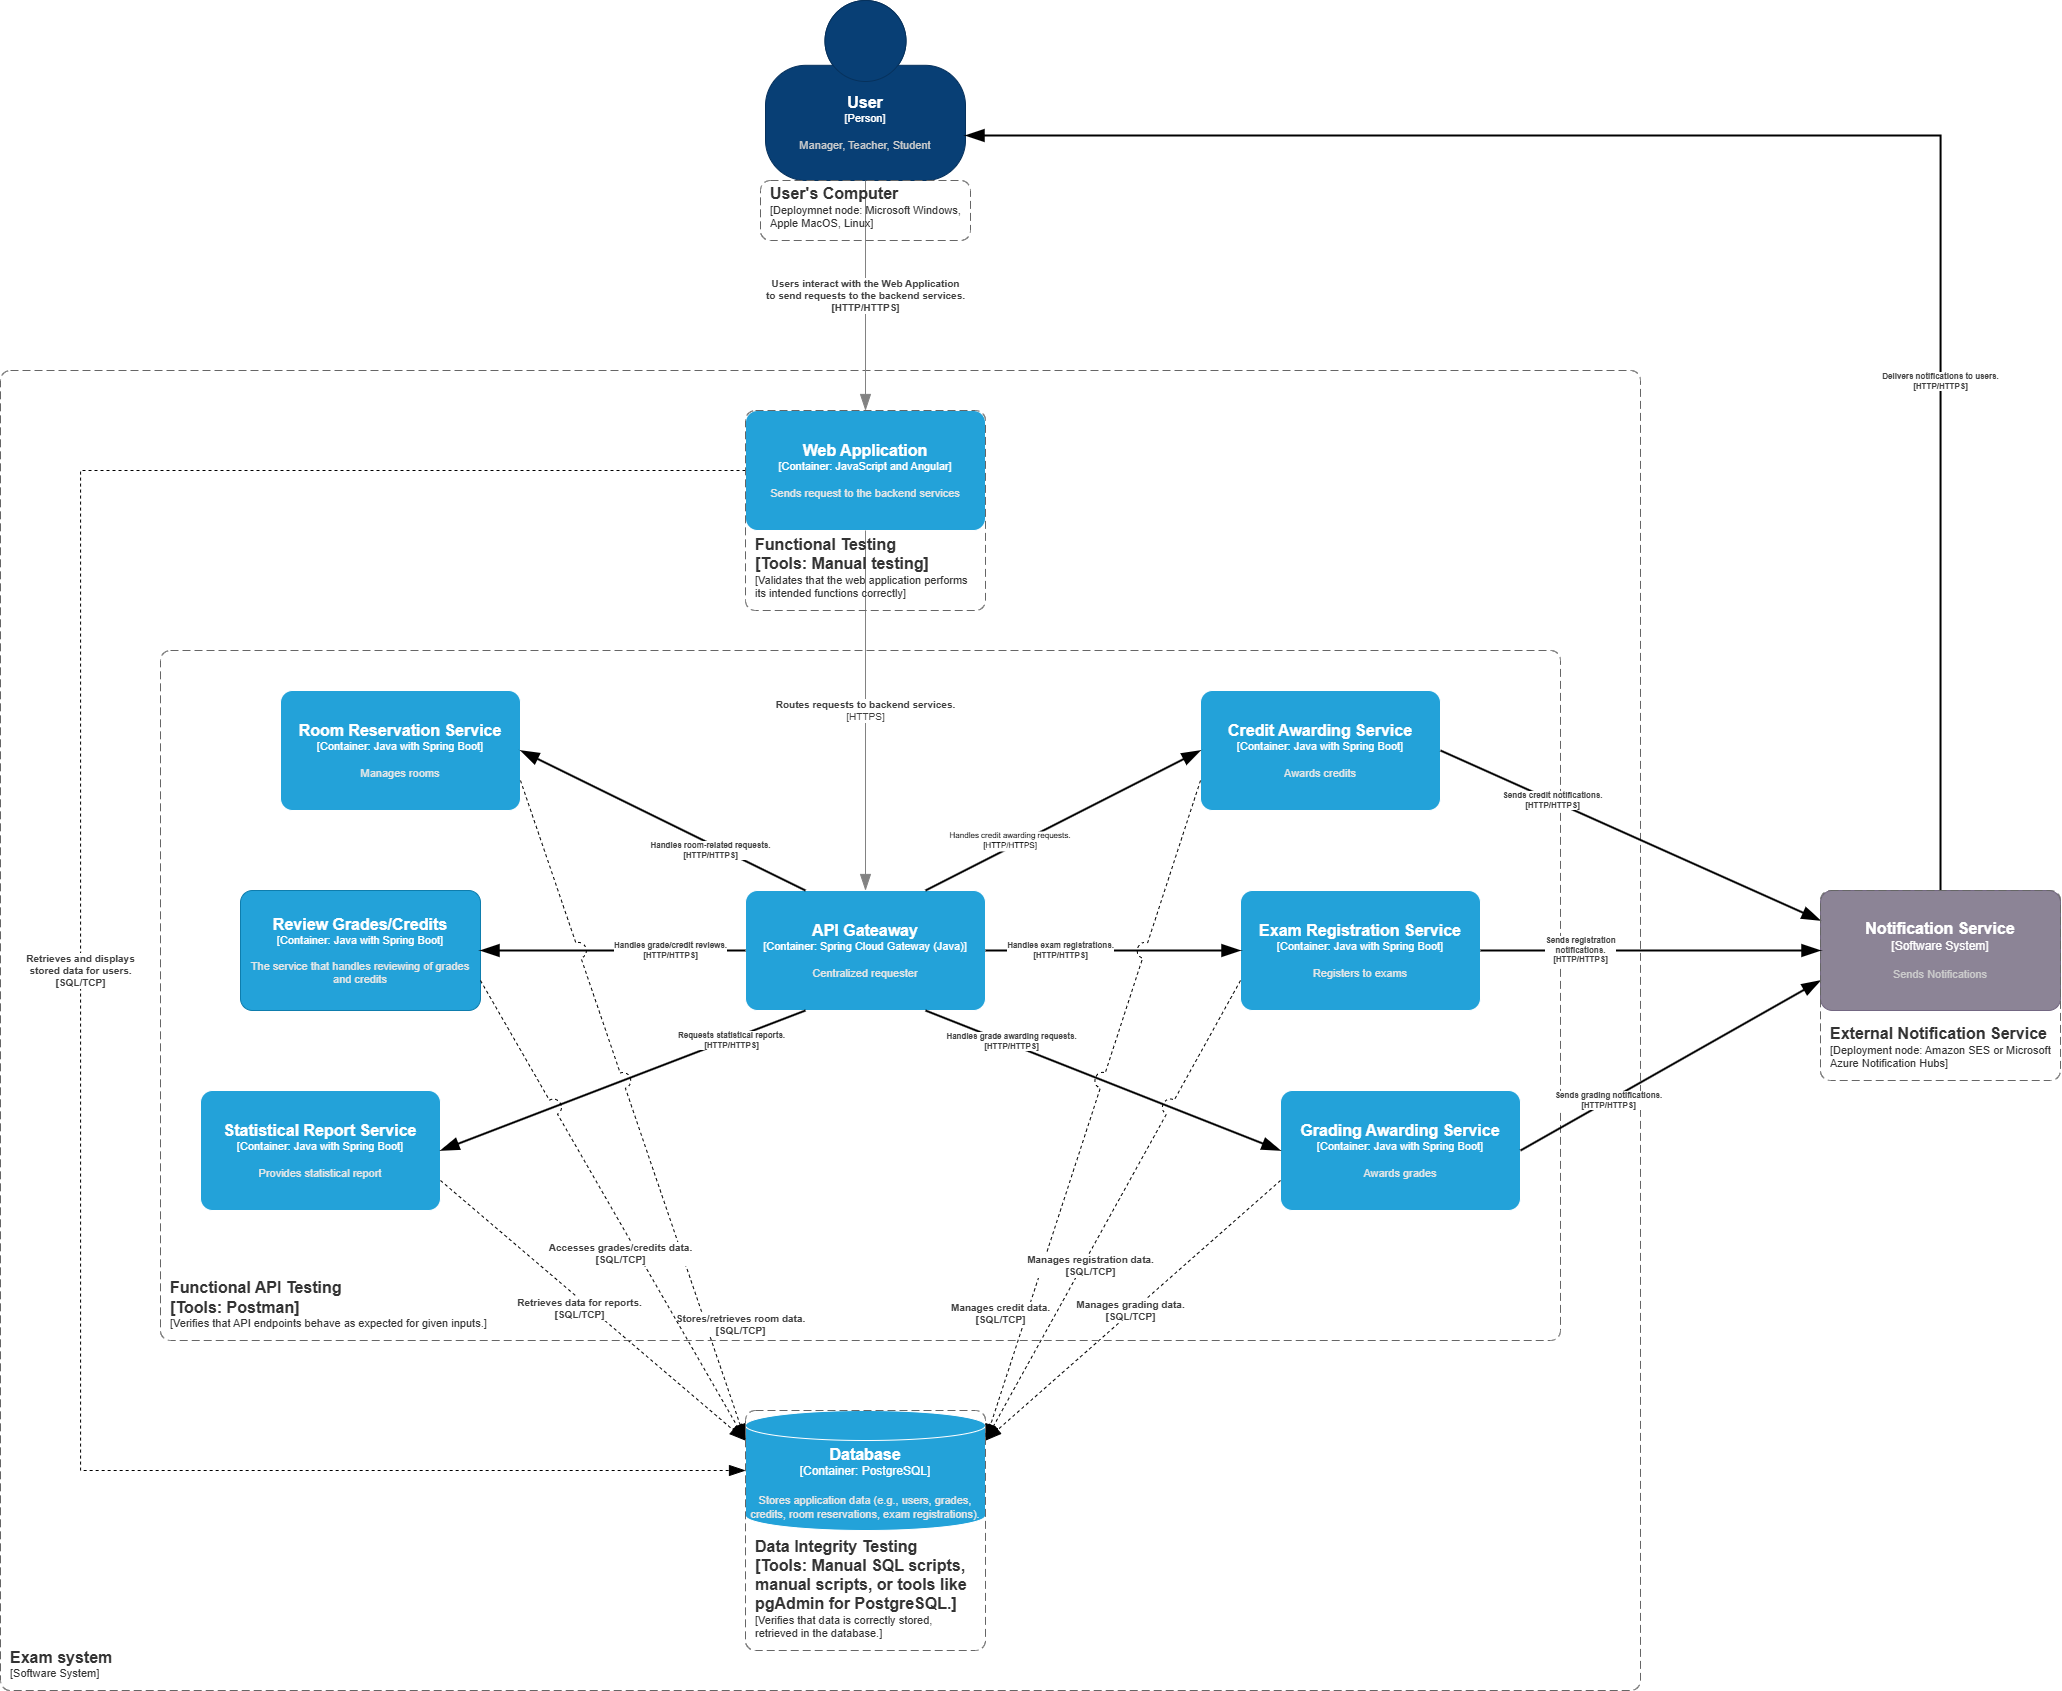 User
[Person]
Manager, Teacher, Student
User's Computer
[Deploymnet node: Microsoft Windows,
Apple MacOS, Linux]
Users interact with the Web Application
to send requests to the backend services.
[HTTP/HTTPS]
Delivers notifications to users.
[HTTP/HTTPS]
Web Application
[Container: JavaScript and Angular]
Sends request to the backend services
Functional Testing
[Tools: Manual testing]
[Validates that the web application performs
its intended functions correctly]
Routes requests to backend services.
[HTTPS]
Room Reservation Service
[Container: Java with Spring Boot]
Manages rooms
Credit Awarding Service
[Container: Java with Spring Boot]
Awards credits
Sends credit notifications.
[HTTP/HTTPS]
Handles room-related requests.
[HTTP/HTTPS]
Handles credit awarding requests.
[HTTP/HTTPS]
Review Grades/Credits
[Container: Java with Spring Boot]
The service that handles reviewing of grades
and credits
Handles grade/credit reviews.
[HTTP/HTTPS]
API Gateaway
[Container: Spring Cloud Gateway (Java)]
Centralized requester
Handles exam registrations.
[HTTP/HTTPS]
Exam Registration Service
[Container: Java with Spring Boot]
Registers to exams
Sends registration
notifications.
[HTTP/HTTPS]
Notification Service
[Software System]
Sends Notifications
External Notification Service
[Deployment node: Amazon SES or Microsoft
Azure Notification Hubs]
Retrieves and displays
stored data for users.
[SQL/TCP]
Requests statistical reports.
[HTTP/HTTPS]
Handles grade awarding requests.
[HTTP/HTTPS]
Sends grading notifications.
[HTTP/HTTPS]
Statistical Report Service
[Container: Java with Spring Boot]
Provides statistical report
Grading Awarding Service
[Container: Java with Spring Boot]
Awards grades
Accesses grades/credits data.
[SQL/TCP]
Manages registration data.
[SQL/TCP]
Retrieves data for reports.
[SQL/TCP]
Stores/retrieves room data.
[SQL/TCP]
Manages credit data.
[SQL/TCP]
Manages grading data.
[SQL/TCP]
Functional API Testing
[Tools: Postman]
[Verifies that API endpoints behave as expected for given inputs.]
Database
[Container: PostgreSQL]
Stores application data (e.g., users, grades,
credits, room reservations, exam registrations).
Data Integrity Testing
[Tools: Manual SQL scripts,
manual scripts, or tools like
pgAdmin for PostgreSQL.]
[Verifies that data is correctly stored,
retrieved in the database.]
Exam system
[Software System]